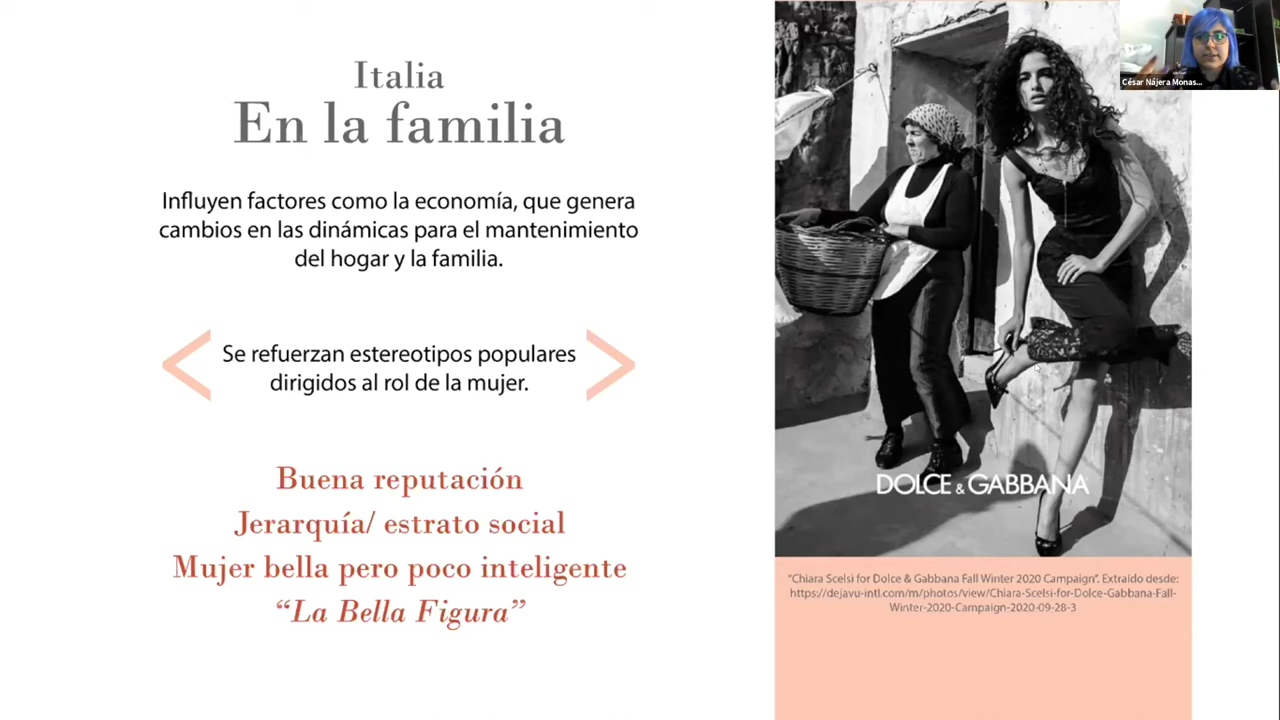 Italia
En la familia
Influyen factores como la economía, que genera
cambios en las dinámicas para el mantenimiento
del hogar y la familia.
Se refuerzan estereotipos populares
dirigidos al rol de la mujer.
Buena reputación
Jerarquía/ estrato social
Mujer bella pero poco inteligente
“La Bella Figura”
César Nájera Monas...
DOLCE & GABBANA
“Chiara Scelsi for Dolce & Gabbana Fall Winter 2020 Campaign”. Extraído desde:
https://dejavu-intl.com/m/photos/view/Chiara-Scelsi-for-Dolce-Gabbana-Fall-
Winter-2020-Campaign-2020-09-28-3